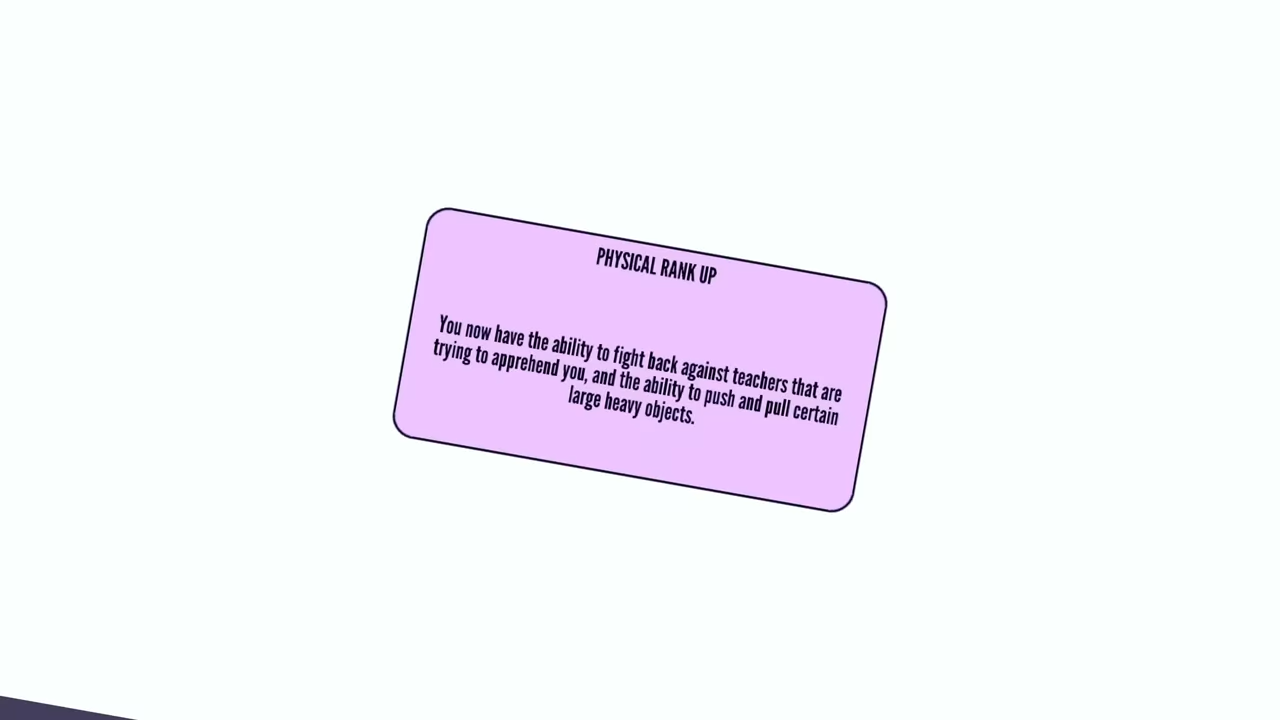 PHYSICAL RANK UP
You now have the ability to fight back against teachers that are
trying to apprehend you, and the ability to push and pull certain
large heavy objects.